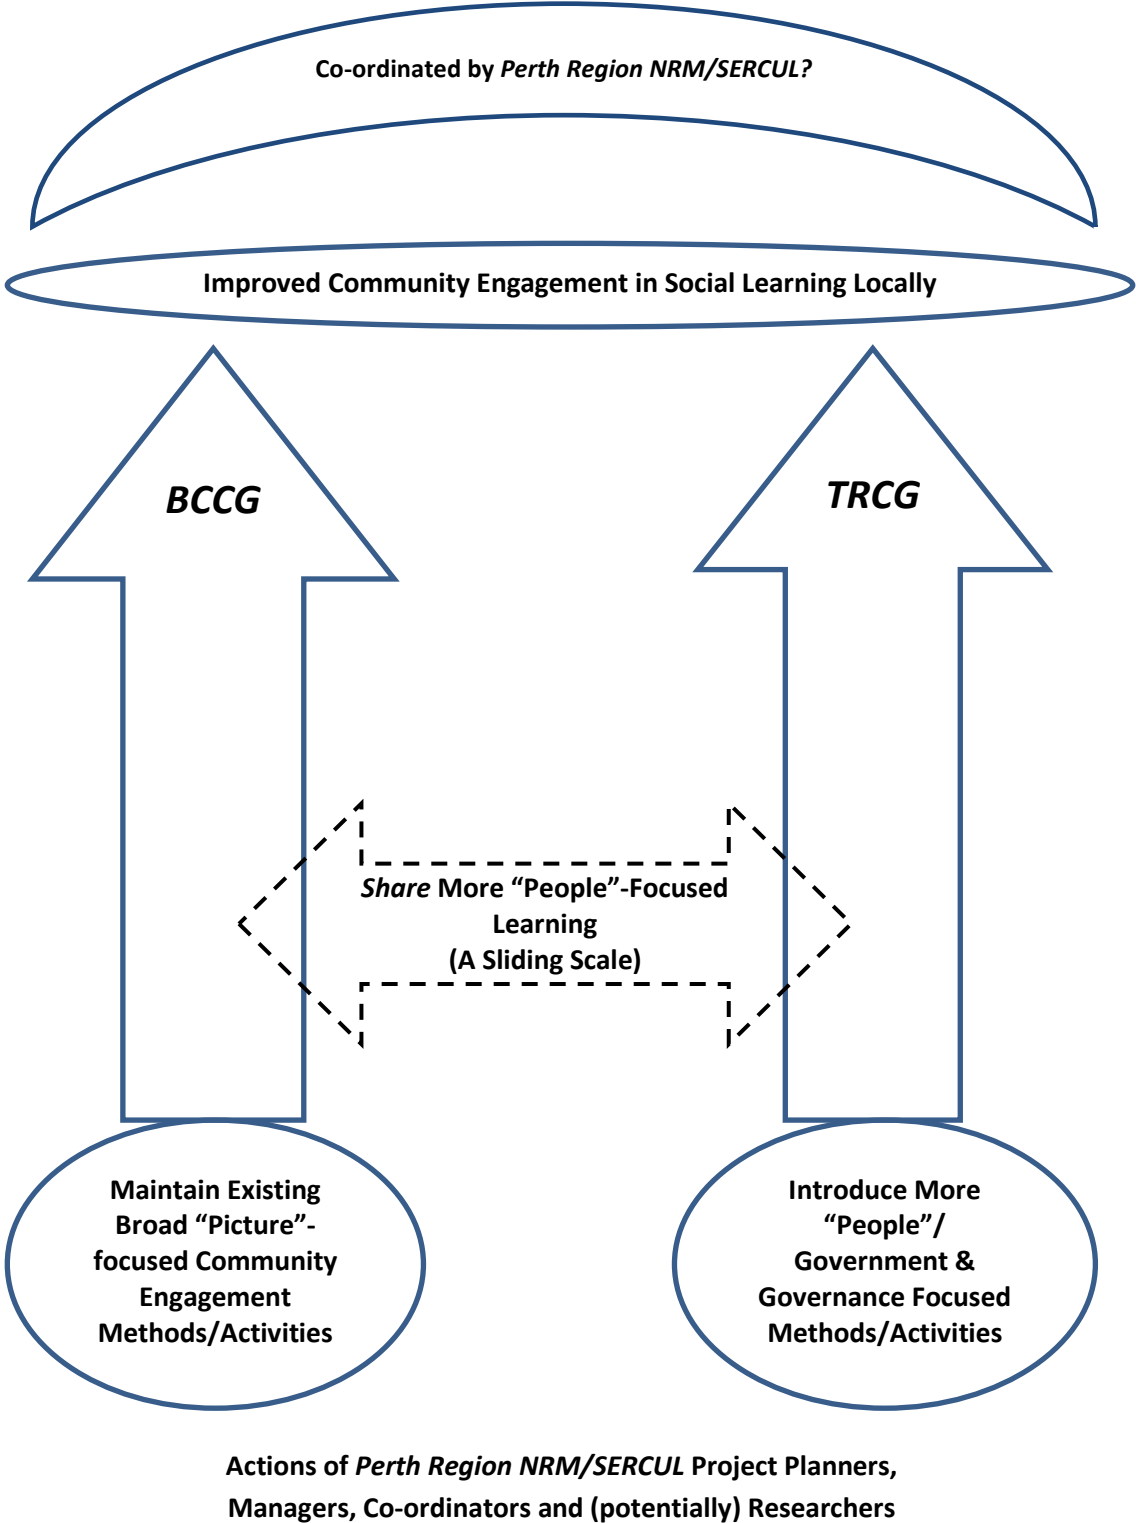 Co-ordinated by Perth Region NRM/SERCUL?
Improved Community Engagement in Social Learning Locally
BCCG
TRCG
Share More “People”-Focused
Learning
(A Sliding Scale)
Maintain Existing
Broad “Picture”-
focused Community
Engagement
Methods/Activities
Introduce More
“People”/
Government &
Governance Focused
Methods/Activities
Actions of Perth Region NRM/SERCUL Project Planners,
Managers, Co-ordinators and (potentially) Researchers